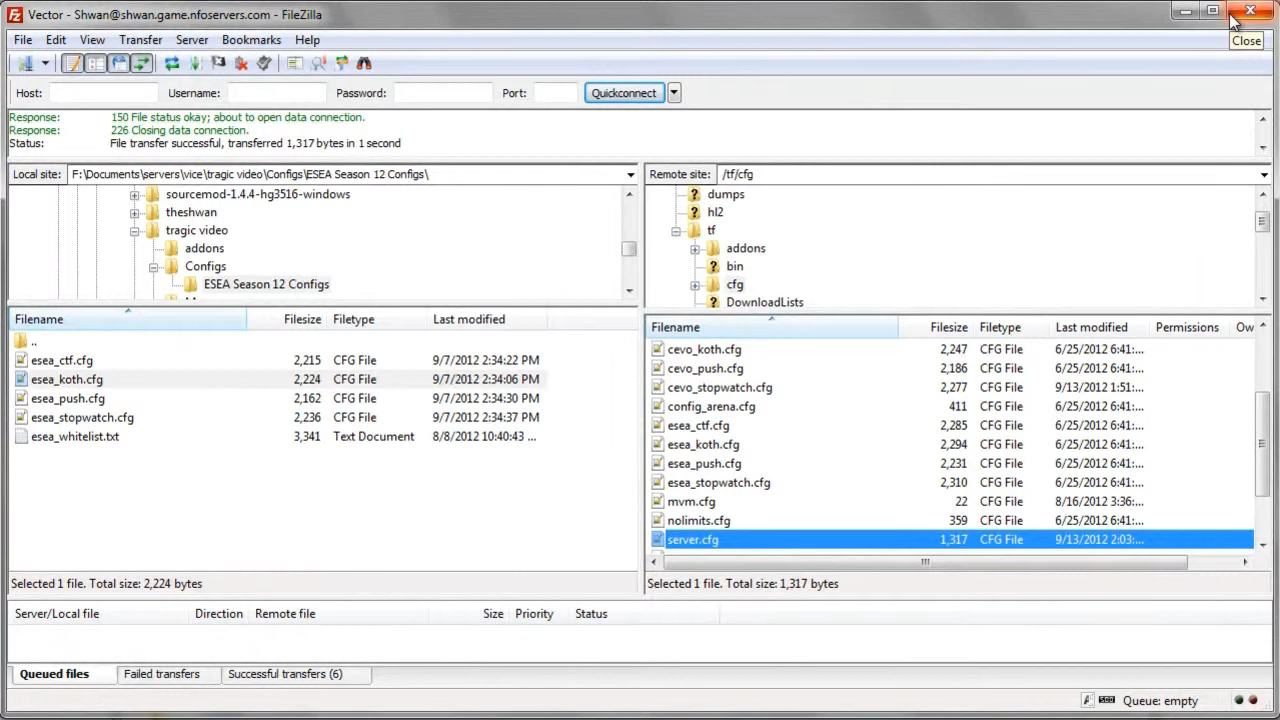 Vector - Shwan@shwan.game.nfoservers.com - FileZilla
Close
File Edit View Transfer Server Bookmarks Help
Host: Username: Password: Port: Quickconnect
Response: 150 File status okay; about to open data connection.
Response: 226 Closing data connection.
Status: File transfer successful, transferred 1,317 bytes in 1 second
Local site: F:\Documents\servers\vice\tragic video\Configs\ESEA Season 12 Configs\
sourcemod-1.4.4-hg3516-windows
theshwan
tragic video
addons
Configs
ESEA Season 12 Configs
Filename Filesize Filetype Last modified
..
esea_ctf.cfg 2,215 CFG File 9/7/2012 2:34:22 PM
esea_koth.cfg 2,224 CFG File 9/7/2012 2:34:06 PM
esea_push.cfg 2,162 CFG File 9/7/2012 2:34:30 PM
esea_stopwatch.cfg 2,236 CFG File 9/7/2012 2:34:37 PM
esea_whitelist.txt 3,341 Text Document 8/8/2012 10:40:43 ...
Selected 1 file. Total size: 2,224 bytes
Remote site: /tf/cfg
dumps
hl2
tf
addons
bin
cfg
DownloadLists
Filename Filesize Filetype Last modified Permissions Ow
cevo_koth.cfg 2,247 CFG File 6/25/2012 6:41:...
cevo_push.cfg 2,186 CFG File 6/25/2012 6:41:...
cevo_stopwatch.cfg 2,277 CFG File 9/13/2012 1:51:...
config_arena.cfg 411 CFG File 6/25/2012 6:41:...
esea_ctf.cfg 2,285 CFG File 6/25/2012 6:41:...
esea_koth.cfg 2,294 CFG File 6/25/2012 6:41:...
esea_push.cfg 2,231 CFG File 6/25/2012 6:41:...
esea_stopwatch.cfg 2,310 CFG File 6/25/2012 6:41:...
mvm.cfg 22 CFG File 8/16/2012 3:36:...
nolimits.cfg 359 CFG File 6/25/2012 6:41:...
server.cfg 1,317 CFG File 9/13/2012 2:03:...
Selected 1 file. Total size: 1,317 bytes
Server/Local file Direction Remote file Size Priority Status
Queued files Failed transfers Successful transfers (6)
Queue: empty